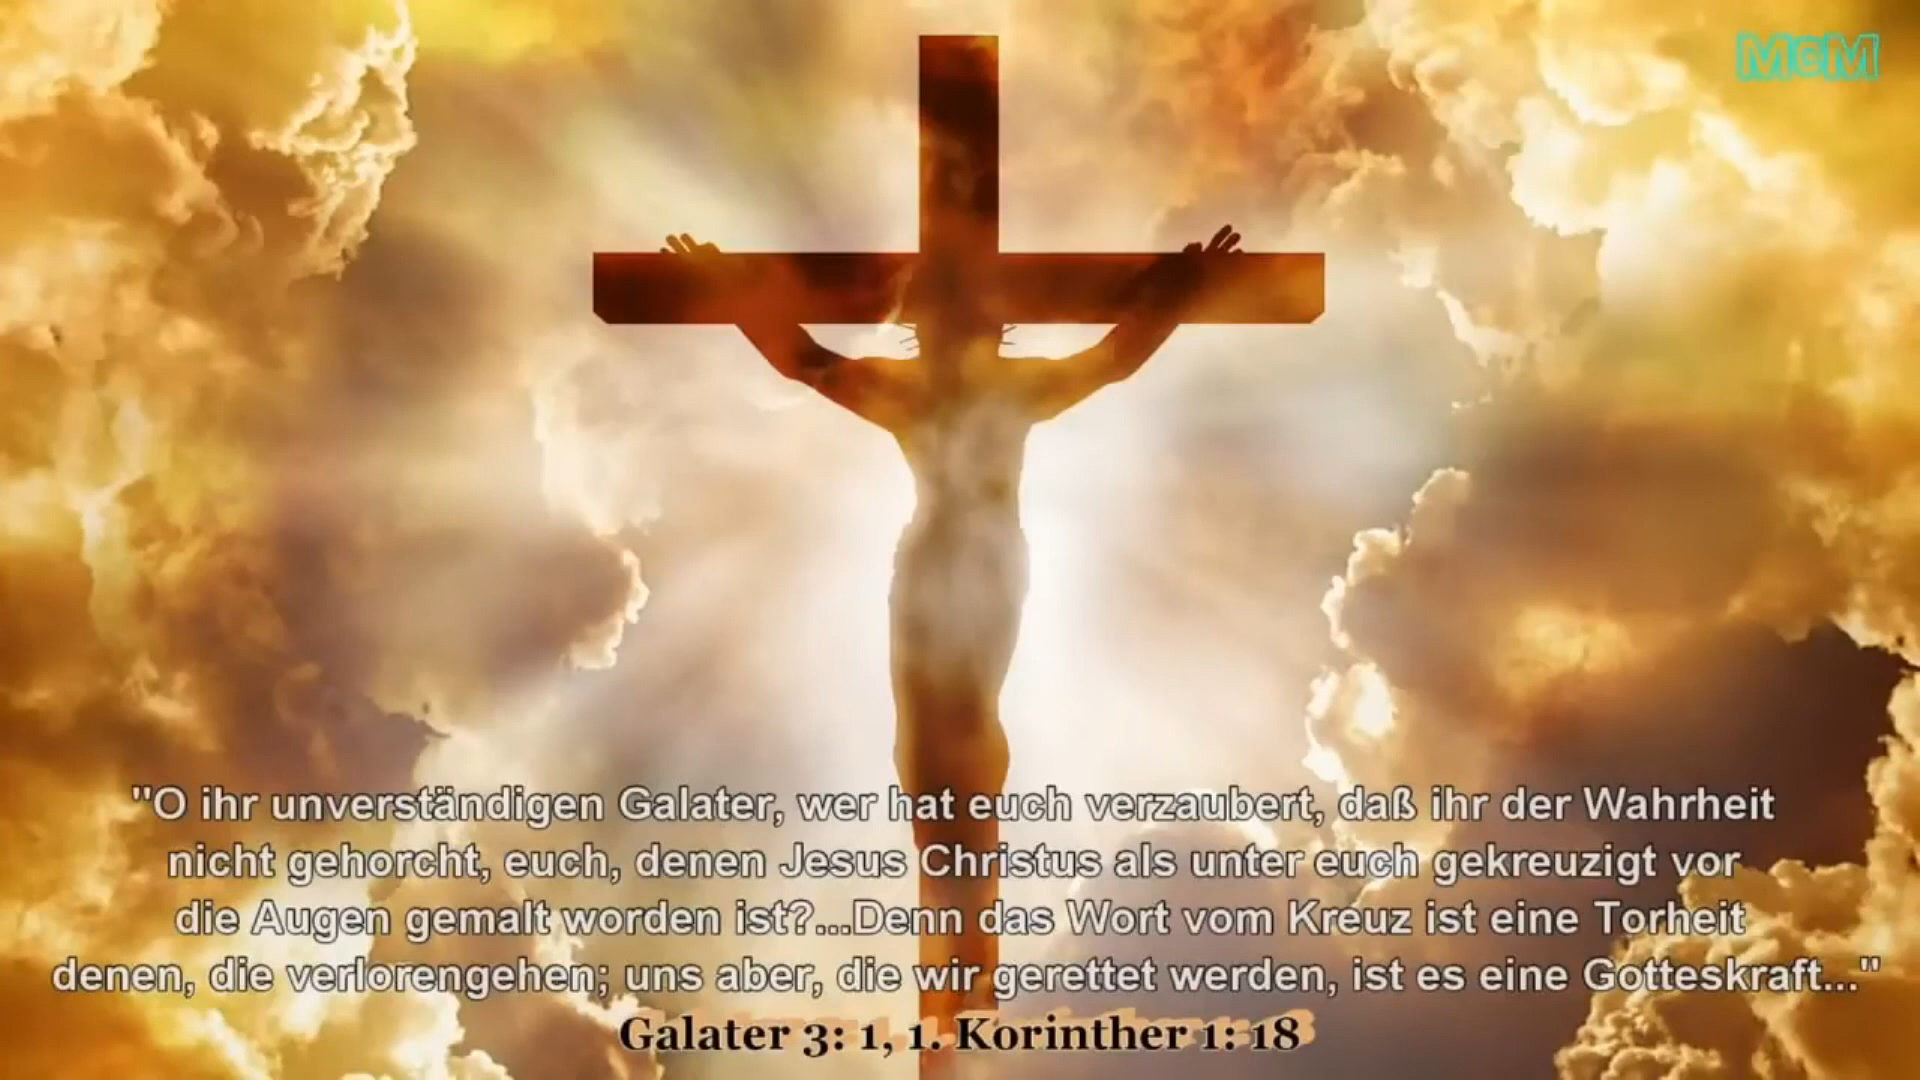 McM
"O ihr unverständigen Galater, wer hat euch verzaubert, daß ihr der Wahrheit
nicht gehorcht, euch, denen Jesus Christus als unter euch gekreuzigt vor
die Augen gemalt worden ist?...Denn das Wort vom Kreuz ist eine Torheit
denen, die verlorengehen; uns aber, die wir gerettet werden, ist es eine Gotteskraft..."
Galater 3: 1, 1. Korinther 1: 18